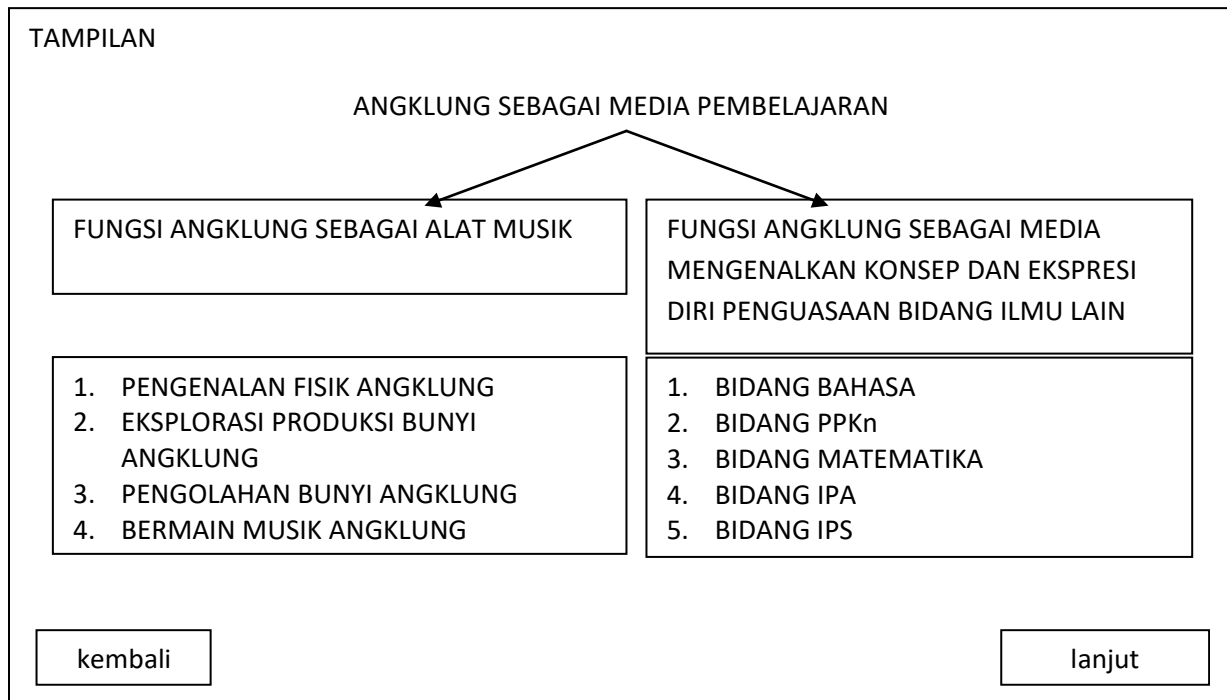 TAMPILAN
ANGKLUNG SEBAGAI MEDIA PEMBELAJARAN
FUNGSI ANGKLUNG SEBAGAI ALAT MUSIK
FUNGSI ANGKLUNG SEBAGAI MEDIA
MENGENALKAN KONSEP DAN EKSPRESI
DIRI PENGUASAAN BIDANG ILMU LAIN
1. PENGENALAN FISIK ANGKLUNG
2. EKSPLORASI PRODUKSI BUNYI
ANGKLUNG
3. PENGOLAHAN BUNYI ANGKLUNG
4. BERMAIN MUSIK ANGKLUNG
1. BIDANG BAHASA
2. BIDANG PPKn
3. BIDANG MATEMATIKA
4. BIDANG IPA
5. BIDANG IPS
kembali
lanjut